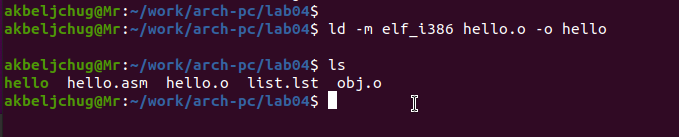 akbeljchug@Mr:~/work/arch-pc/lab04$
akbeljchug@Mr:~/work/arch-pc/lab04$ ld -m elf_i386 hello.o -o hello
akbeljchug@Mr:~/work/arch-pc/lab04$ ls
hello  hello.asm  hello.o  list.lst  obj.o
akbeljchug@Mr:~/work/arch-pc/lab04$